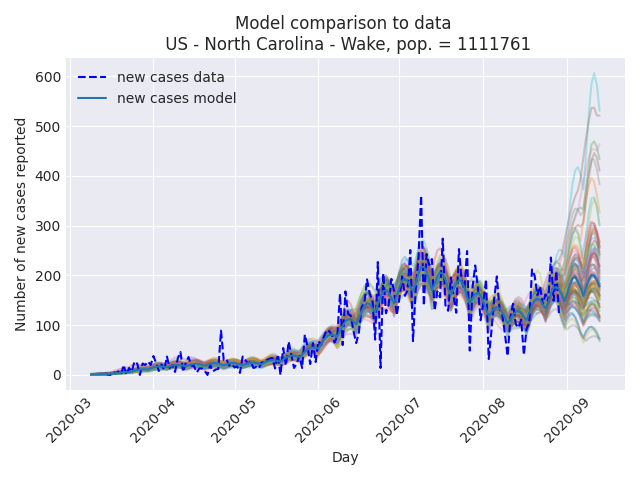 Model comparison to data
US - North Carolina - Wake, pop. = 1111761
new cases data
new cases model
Number of new cases reported
600
500
400
300
200
100
0
2020-03
2020-04
2020-05
2020-06
2020-07
2020-08
2020-09
Day